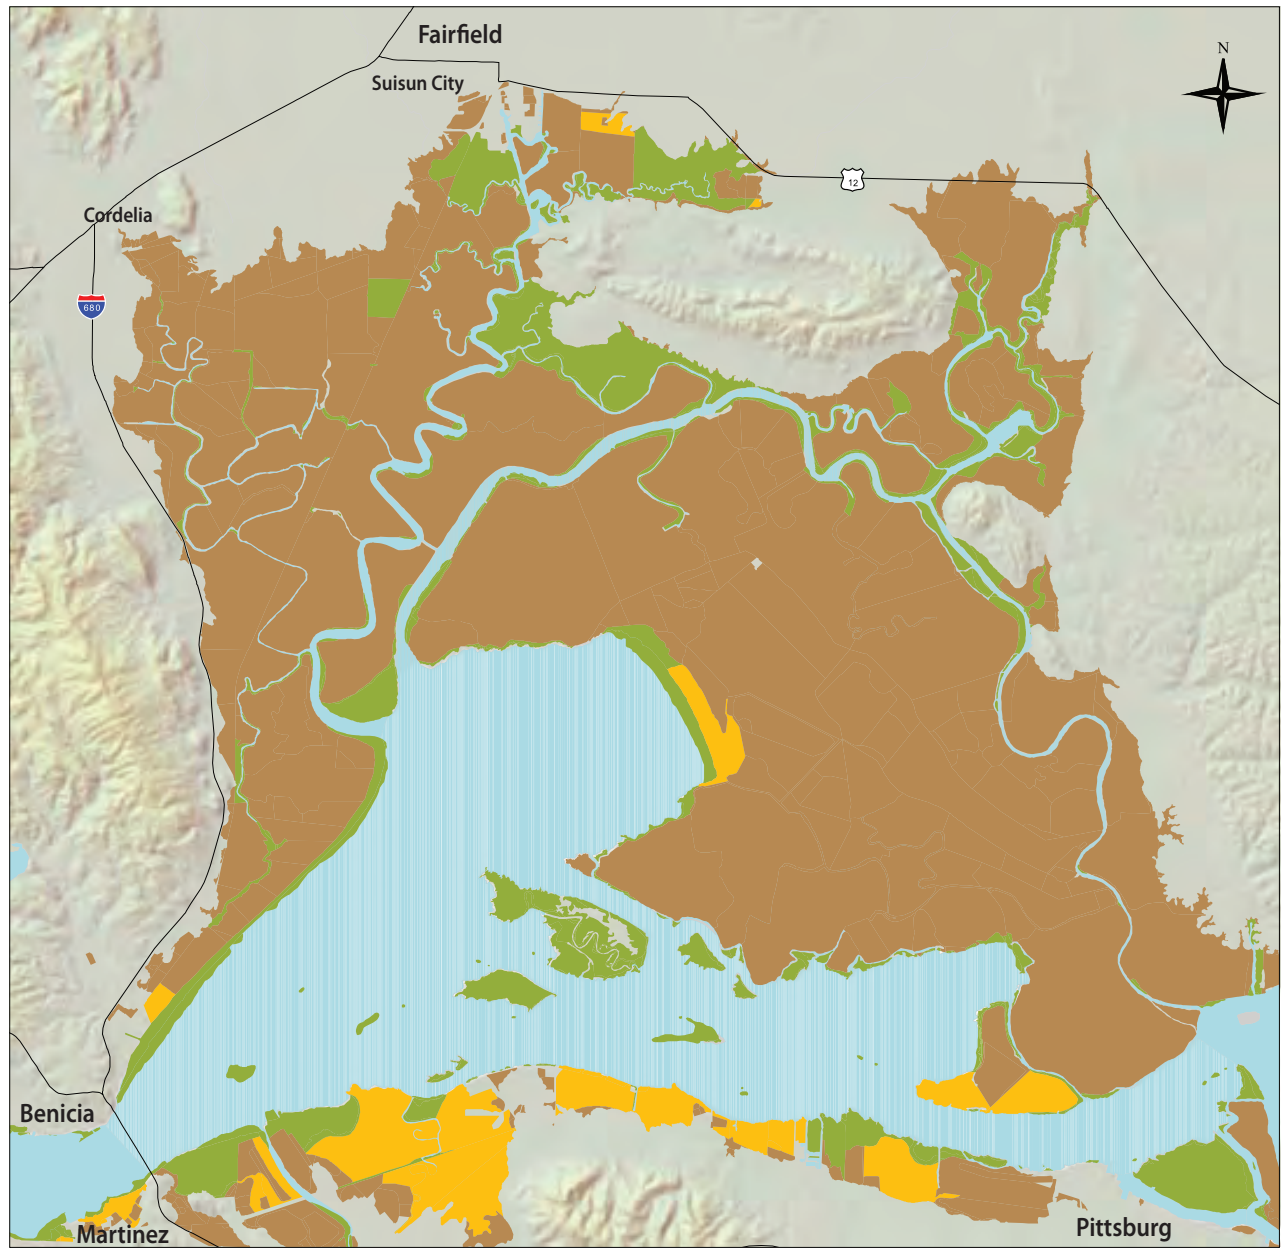 Fairfield
N
Suisun City
12
Cordelia
680
Benicia
Martinez
Pittsburg